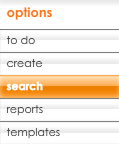 options
to do
create
search
reports
templates